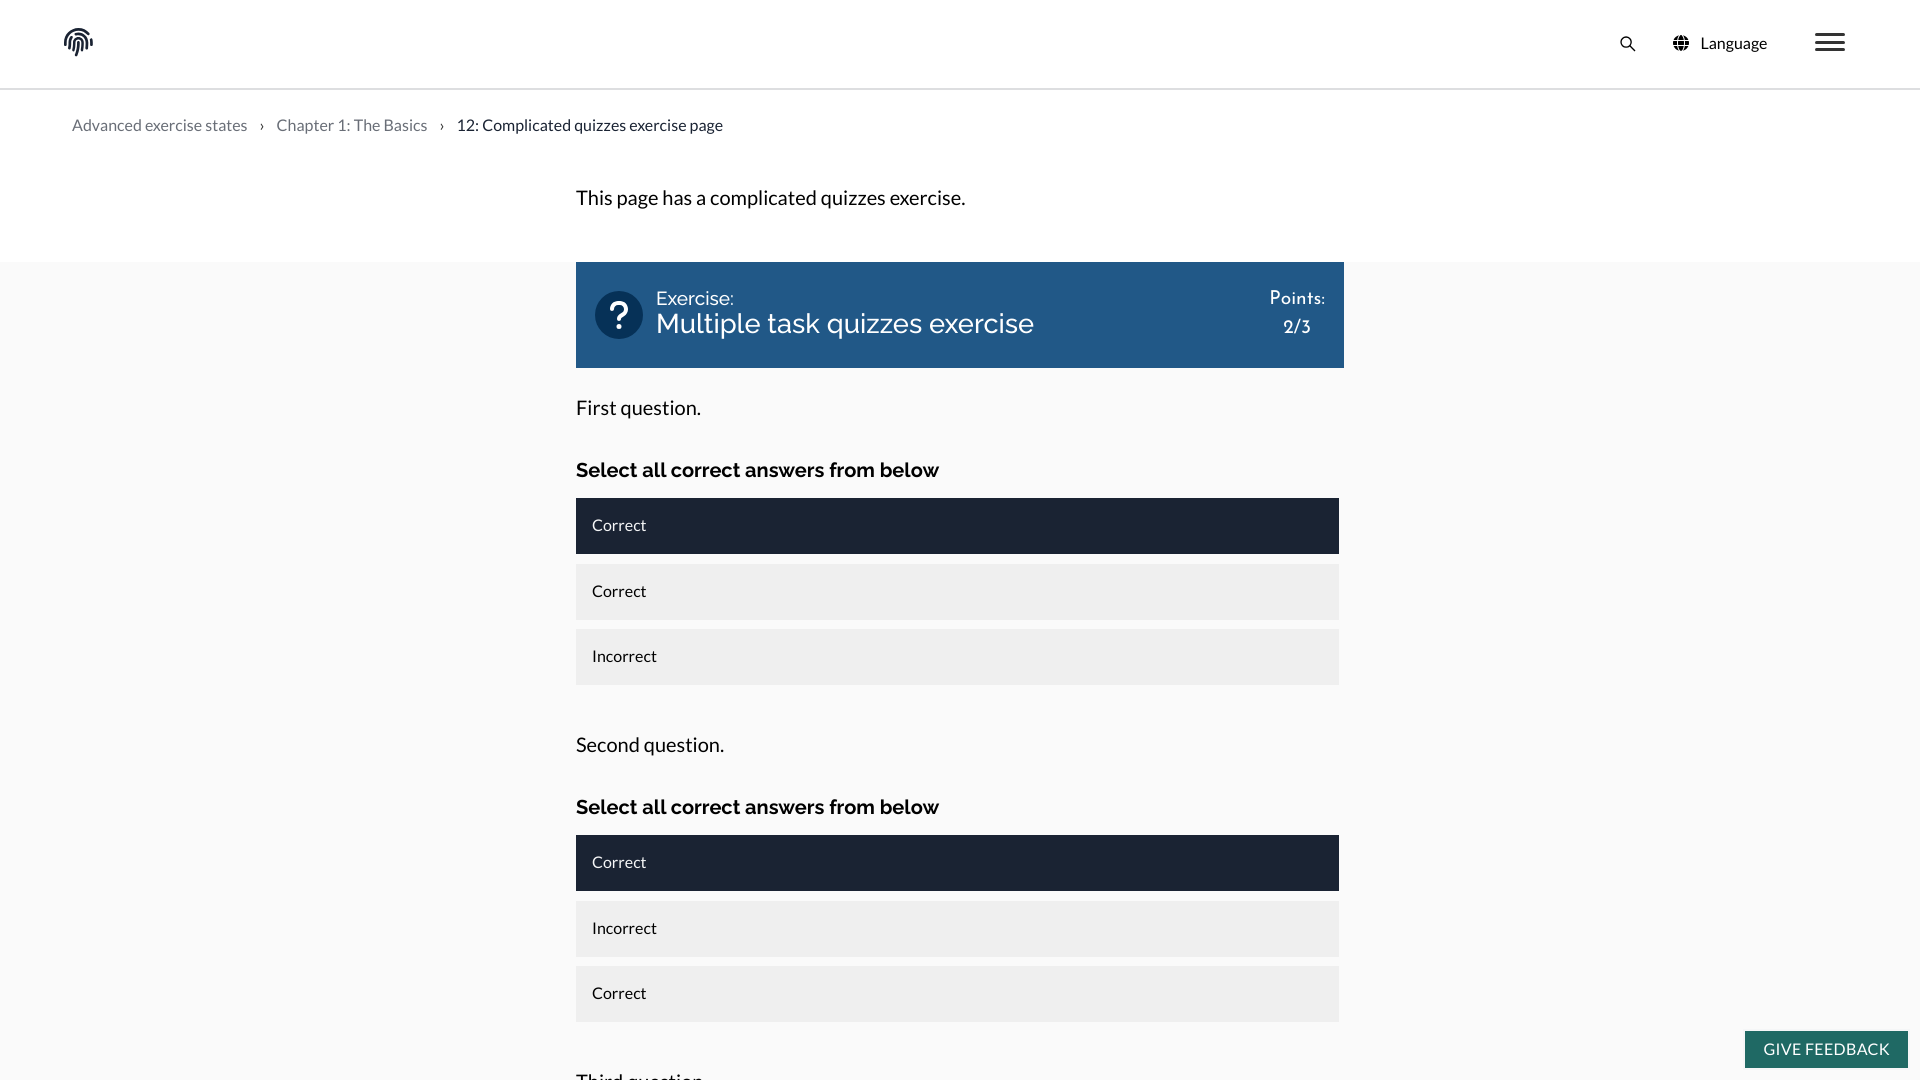 Language
Advanced exercise states › Chapter 1: The Basics › 12: Complicated quizzes exercise page
This page has a complicated quizzes exercise.
?
Exercise:
Multiple task quizzes exercise
Points:
2/3
First question.
Select all correct answers from below
Correct
Correct
Incorrect
Second question.
Select all correct answers from below
Correct
Incorrect
Correct
Third question
GIVE FEEDBACK